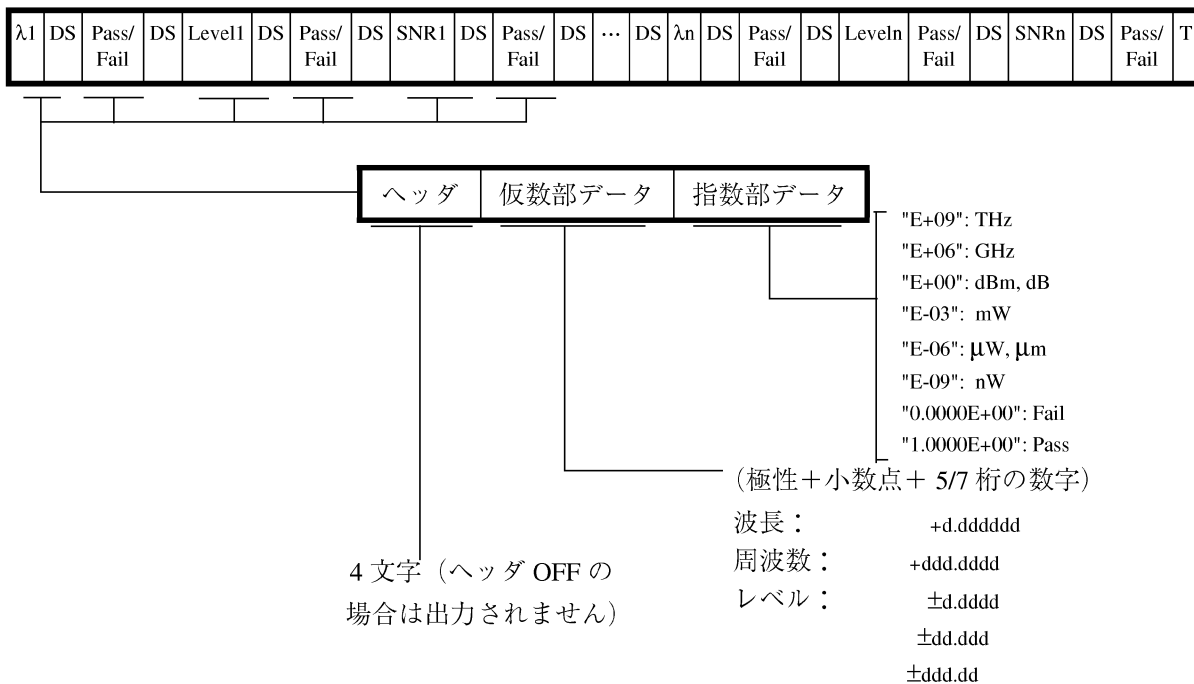 λ1 DS Pass/Fail DS Level1 DS Pass/Fail DS SNR1 DS Pass/Fail DS ⋯ DS λn DS Pass/Fail DS Leveln Pass/Fail DS SNRn DS Pass/Fail T
ヘッダ 仮数部データ 指数部データ
"E+09": THz
"E+06": GHz
"E+00": dBm, dB
"E-03": mW
"E-06": μW, μm
"E-09": nW
"0.0000E+00": Fail
"1.0000E+00": Pass
（極性＋小数点＋ 5/7 桁の数字）
波長： +d.dddddd
周波数： +ddd.dddd
レベル： ±d.dddd
±dd.ddd
±ddd.dd
4 文字（ヘッダ OFF の
場合は出力されません）